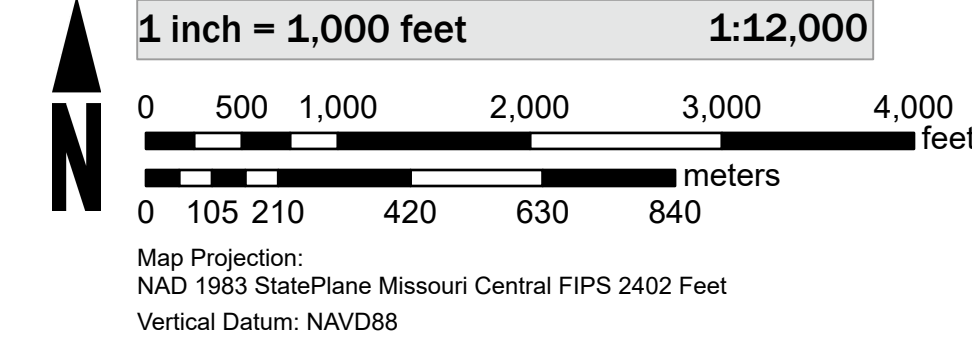 1 inch = 1,000 feet 1:12,000
0 500 1,000 2,000 3,000 4,000
feet
meters
0 105 210 420 630 840
N
Map Projection:
NAD 1983 StatePlane Missouri Central FIPS 2402 Feet
Vertical Datum: NAVD88